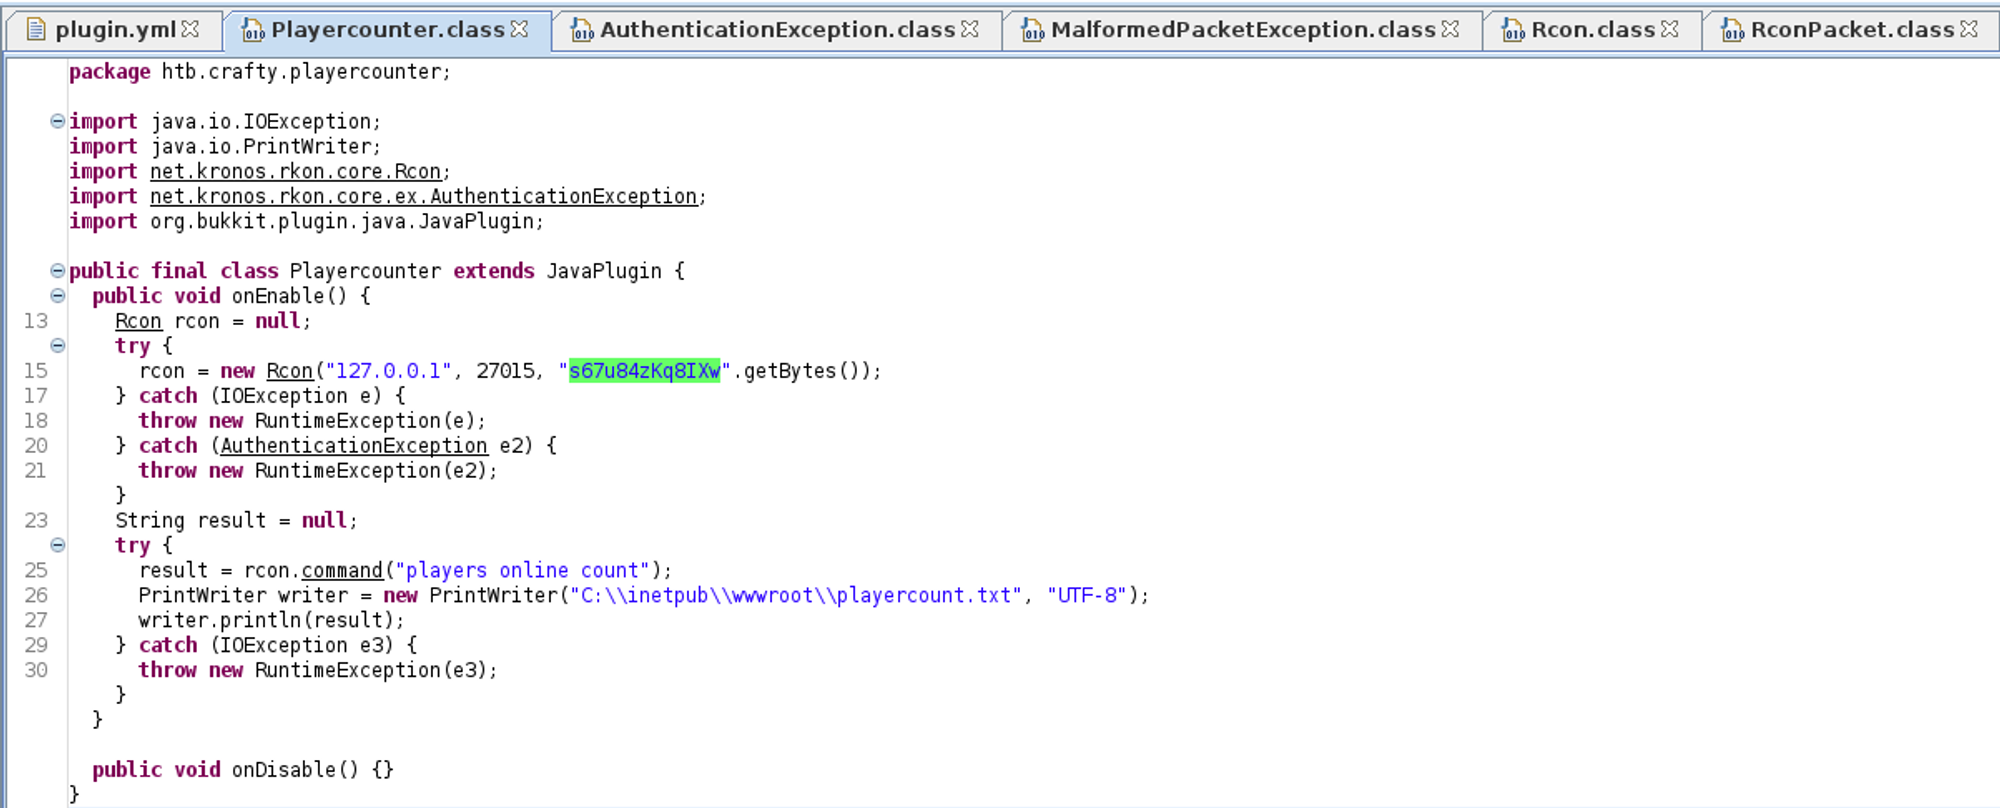 plugin.yml Playercounter.class AuthenticationException.class MalformedPacketException.class Rcon.class RconPacket.class
package htb.crafty.playercounter;
import java.io.IOException;
import java.io.PrintWriter;
import net.kronos.rkon.core.Rcon;
import net.kronos.rkon.core.ex.AuthenticationException;
import org.bukkit.plugin.java.JavaPlugin;
public final class Playercounter extends JavaPlugin {
public void onEnable() {
13 Rcon rcon = null;
try {
15 rcon = new Rcon("127.0.0.1", 27015, "s67u84zKq8IXw".getBytes());
17 } catch (IOException e) {
18 throw new RuntimeException(e);
20 } catch (AuthenticationException e2) {
21 throw new RuntimeException(e2);
}
23 String result = null;
try {
25 result = rcon.command("players online count");
26 PrintWriter writer = new PrintWriter("C:\\inetpub\\wwwroot\\playercount.txt", "UTF-8");
27 writer.println(result);
29 } catch (IOException e3) {
30 throw new RuntimeException(e3);
}
}
public void onDisable() {}
}